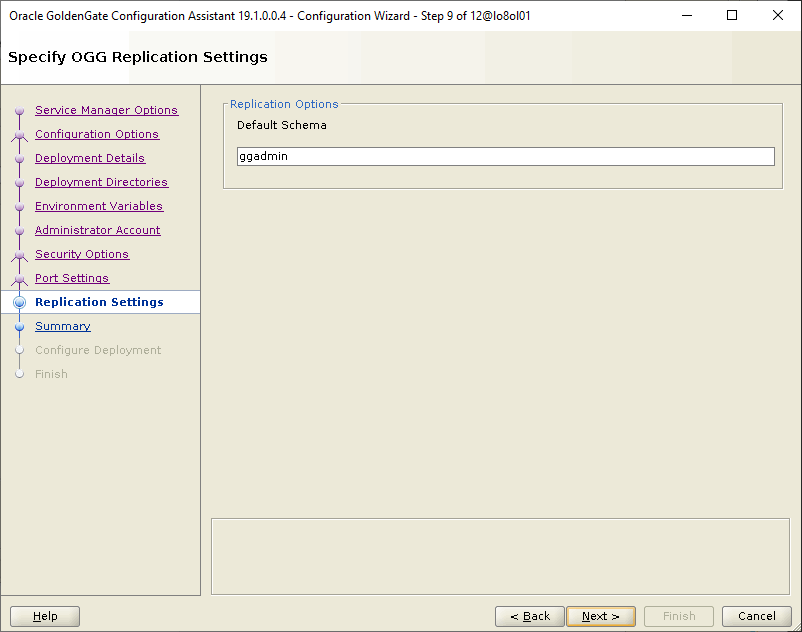 Oracle GoldenGate Configuration Assistant 19.1.0.0.4 - Configuration Wizard - Step 9 of 12@lo8ol01
Specify OGG Replication Settings
Service Manager Options
Configuration Options
Deployment Details
Deployment Directories
Environment Variables
Administrator Account
Security Options
Port Settings
Replication Settings
Summary
Configure Deployment
Finish
Replication Options
Default Schema
ggadmin
Help
< Back
Next >
Finish
Cancel